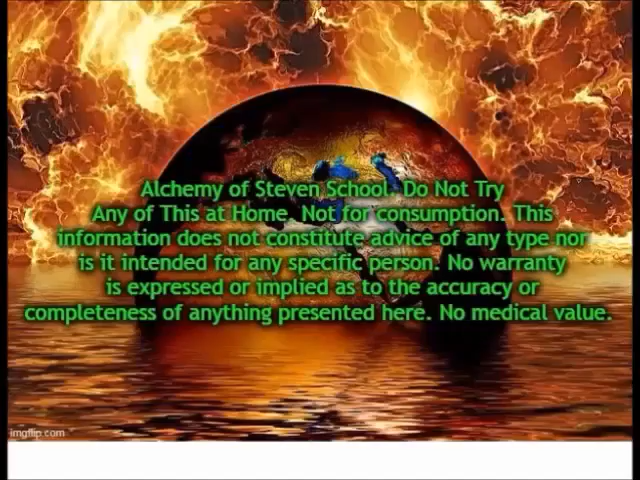 Alchemy of Steven School. Do Not Try
Any of This at Home. Not for consumption. This
information does not constitute advice of any type nor
is it intended for any specific person. No warranty
is expressed or implied as to the accuracy or
completeness of anything presented here. No medical value.
imgflip.com